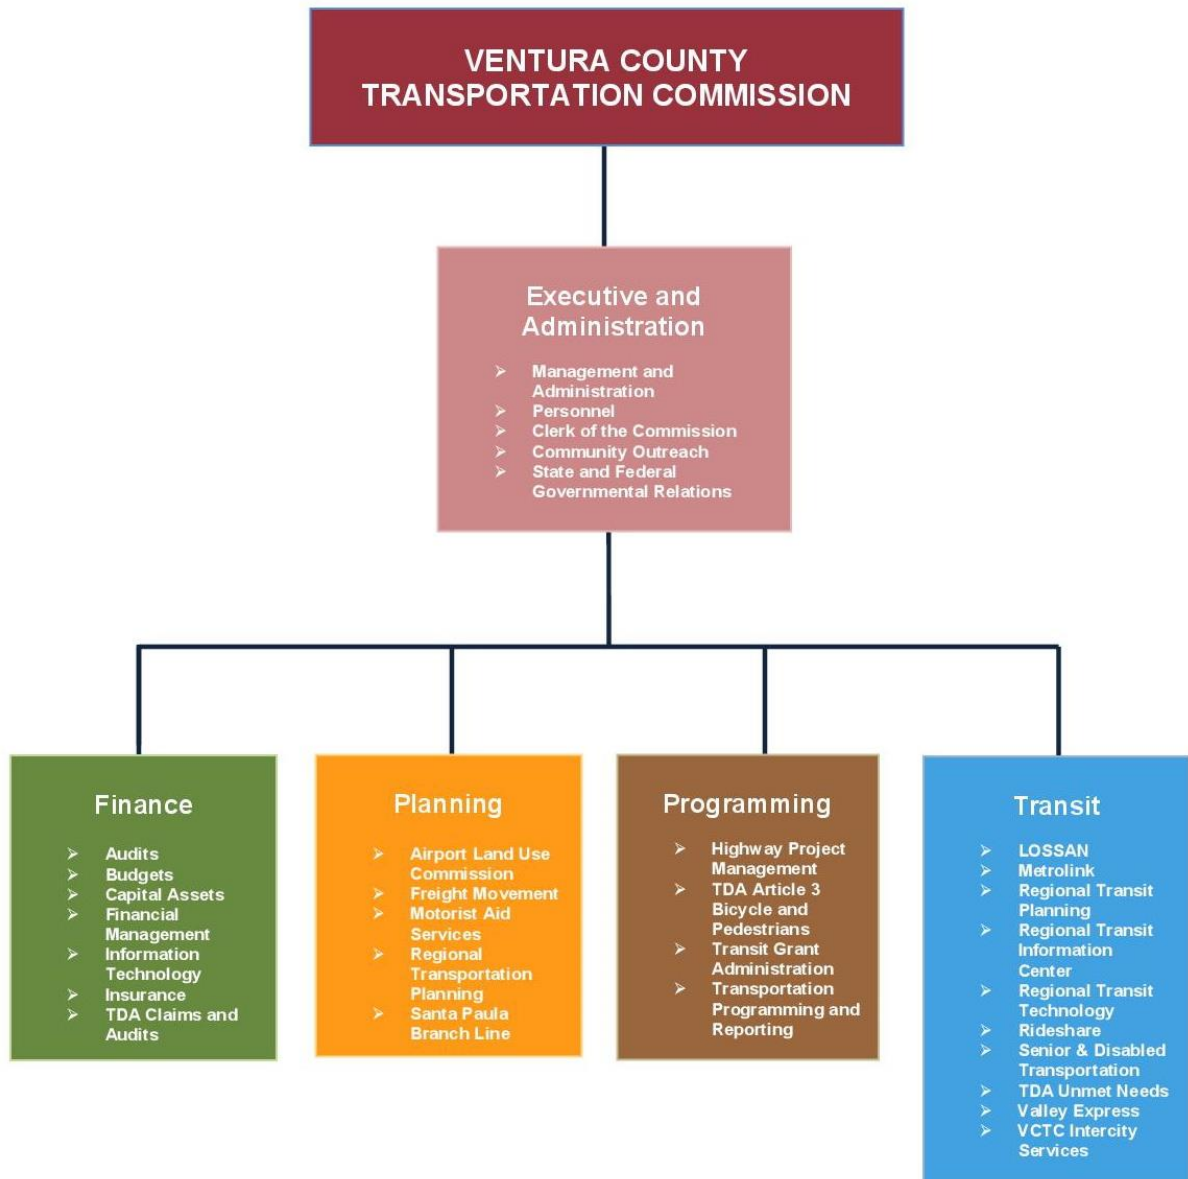 VENTURA COUNTY
TRANSPORTATION COMMISSION
Executive and
Administration
➢ Management and
Administration
➢ Personnel
➢ Clerk of the Commission
➢ Community Outreach
➢ State and Federal
Governmental Relations
Finance
➢ Audits
➢ Budgets
➢ Capital Assets
➢ Financial
Management
➢ Information
Technology
➢ Insurance
➢ TDA Claims and
Audits
Planning
➢ Airport Land Use
Commission
➢ Freight Movement
➢ Motorist Aid
Services
➢ Regional
Transportation
Planning
➢ Santa Paula
Branch Line
Programming
➢ Highway Project
Management
➢ TDA Article 3
Bicycle and
Pedestrians
➢ Transit Grant
Administration
➢ Transportation
Programming and
Reporting
Transit
➢ LOSSAN
➢ Metrolink
➢ Regional Transit
Planning
➢ Regional Transit
Information
Center
➢ Regional Transit
Technology
➢ Rideshare
➢ Senior & Disabled
Transportation
➢ TDA Unmet Needs
➢ Valley Express
➢ VCTC Intercity
Services